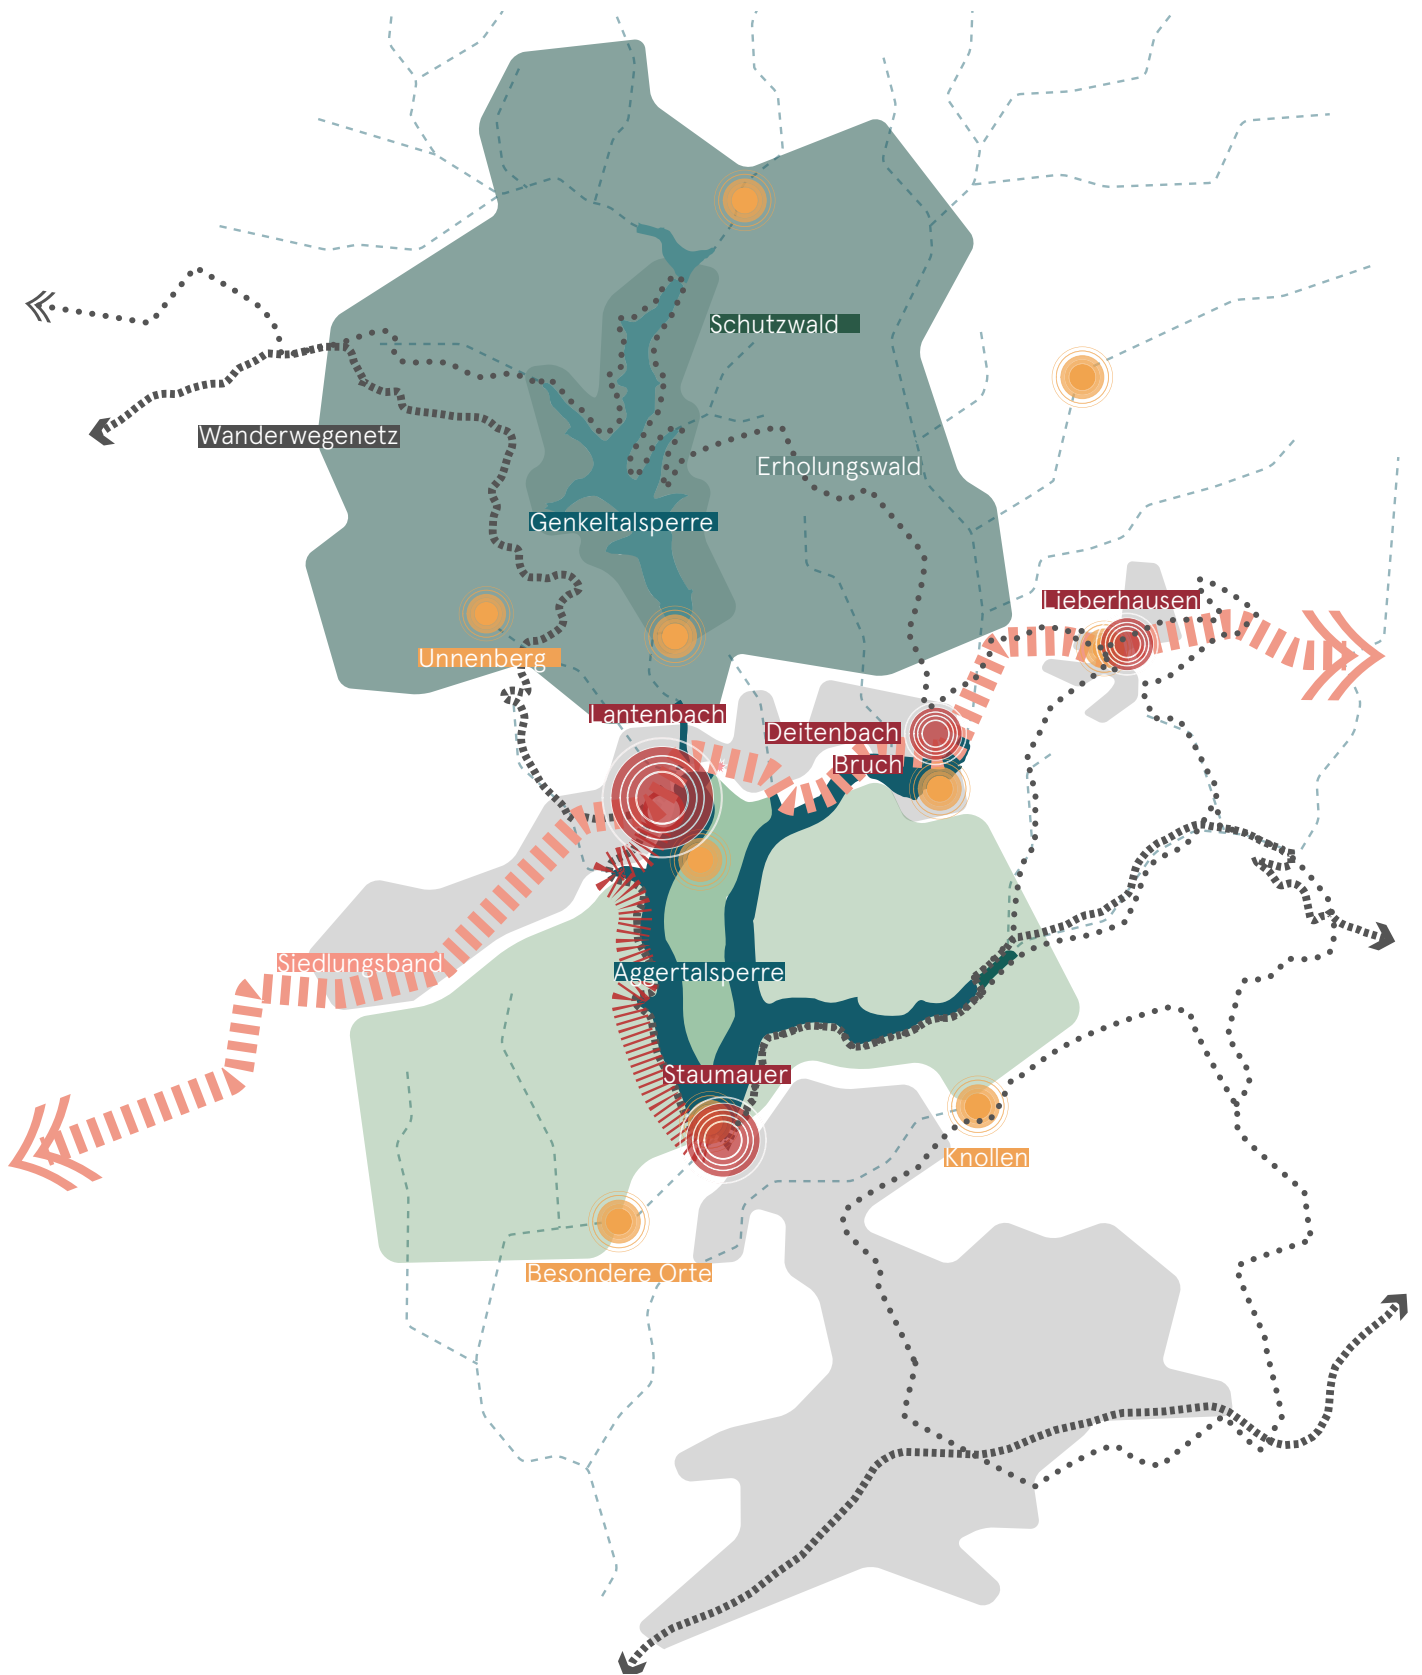 Schutzwald
Wanderwegenetz
Erholungswald
Genkeltalsperre
Lieberhausen
Unnenberg
Lantenbach
Deitenbach
Bruch
Siedlungsband
Aggertalsperre
Staumauer
Knollen
Besondere Orte